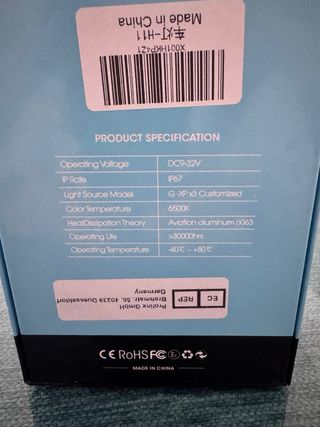 Made in China
车灯-H11
X001HKP4Z1
PRODUCT SPECIFICATION
Operating Voltage DC9-32V
IP Rate IP67
Light Source Model G-XP x3 Customized
Color Temperature 6500K
HeatDissipation Theory Aviation aluminum 6063
Operating Life >30000hrs
Operating Temperature -40℃ ~ +80℃
EC REP
Prolinx GmbH
Brehmstr. 56, 40239 Duesseldorf
Germany
CE RoHS FC E
MADE IN CHINA